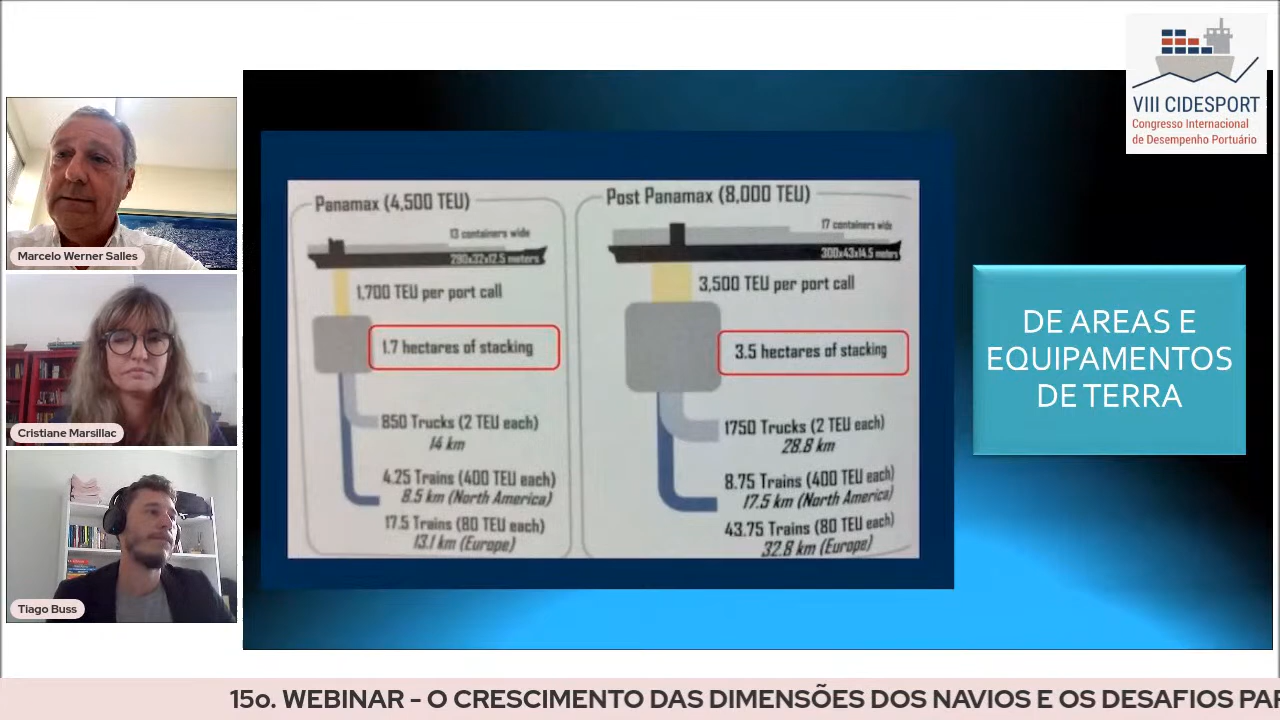 VIII CIDESPORT
Congresso Internacional
de Desempenho Portuário
Marcelo Werner Salles
Cristiane Marsillac
Tiago Buss
Panamax (4,500 TEU)
13 containers wide
290x32x12.5 meters
1,700 TEU per port call
1.7 hectares of stacking
850 Trucks (2 TEU each)
14 km
4.25 Trains (400 TEU each)
8.5 km (North America)
17.5 Trains (80 TEU each)
13.1 km (Europe)
Post Panamax (8,000 TEU)
17 containers wide
300x43x14.5 meters
3,500 TEU per port call
3.5 hectares of stacking
1750 Trucks (2 TEU each)
28.8 km
8.75 Trains (400 TEU each)
17.5 km (North America)
43.75 Trains (80 TEU each)
32.8 km (Europe)
DE AREAS E
EQUIPAMENTOS
DE TERRA
15o. WEBINAR - O CRESCIMENTO DAS DIMENSÕES DOS NAVIOS E OS DESAFIOS PAR